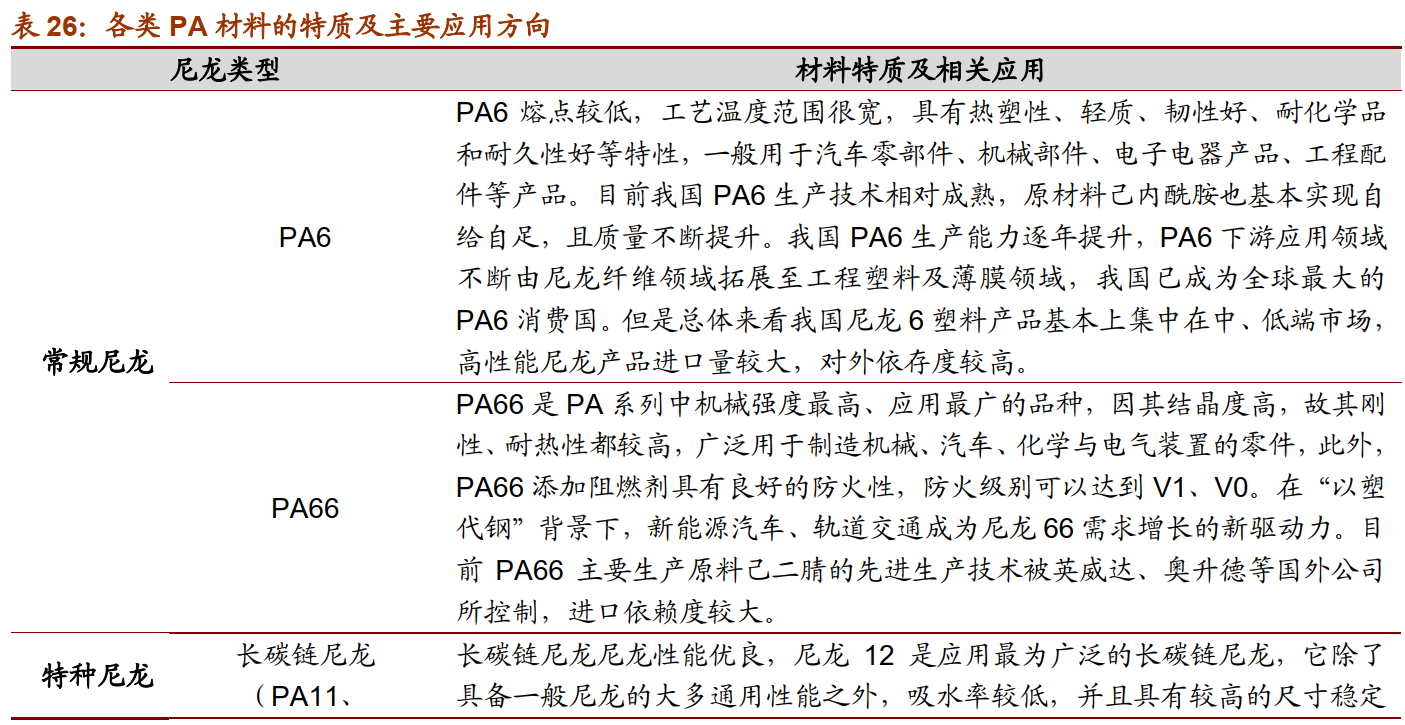 表 26：各类 PA 材料的特质及主要应用方向
尼龙类型 材料特质及相关应用
常规尼龙
PA6
PA6 熔点较低，工艺温度范围很宽，具有热塑性、轻质、韧性好、耐化学品
和耐久性好等特性，一般用于汽车零部件、机械部件、电子电器产品、工程配
件等产品。目前我国 PA6 生产技术相对成熟，原材料己内酰胺也基本实现自
给自足，且质量不断提升。我国 PA6 生产能力逐年提升，PA6 下游应用领域
不断由尼龙纤维领域拓展至工程塑料及薄膜领域，我国已成为全球最大的
PA6 消费国。但是总体来看我国尼龙 6 塑料产品基本上集中在中、低端市场，
高性能尼龙产品进口量较大，对外依存度较高。
PA66
PA66 是 PA 系列中机械强度最高、应用最广的品种，因其结晶度高，故其刚
性、耐热性都较高，广泛用于制造机械、汽车、化学与电气装置的零件，此外，
PA66 添加阻燃剂具有良好的防火性，防火级别可以达到 V1、V0。在“以塑
代钢”背景下，新能源汽车、轨道交通成为尼龙 66 需求增长的新驱动力。目
前 PA66 主要生产原料己二腈的先进生产技术被英威达、奥升德等国外公司
所控制，进口依赖度较大。
特种尼龙
长碳链尼龙
（PA11、
长碳链尼龙尼龙性能优良，尼龙 12 是应用最为广泛的长碳链尼龙，它除了
具备一般尼龙的大多通用性能之外，吸水率较低，并且具有较高的尺寸稳定